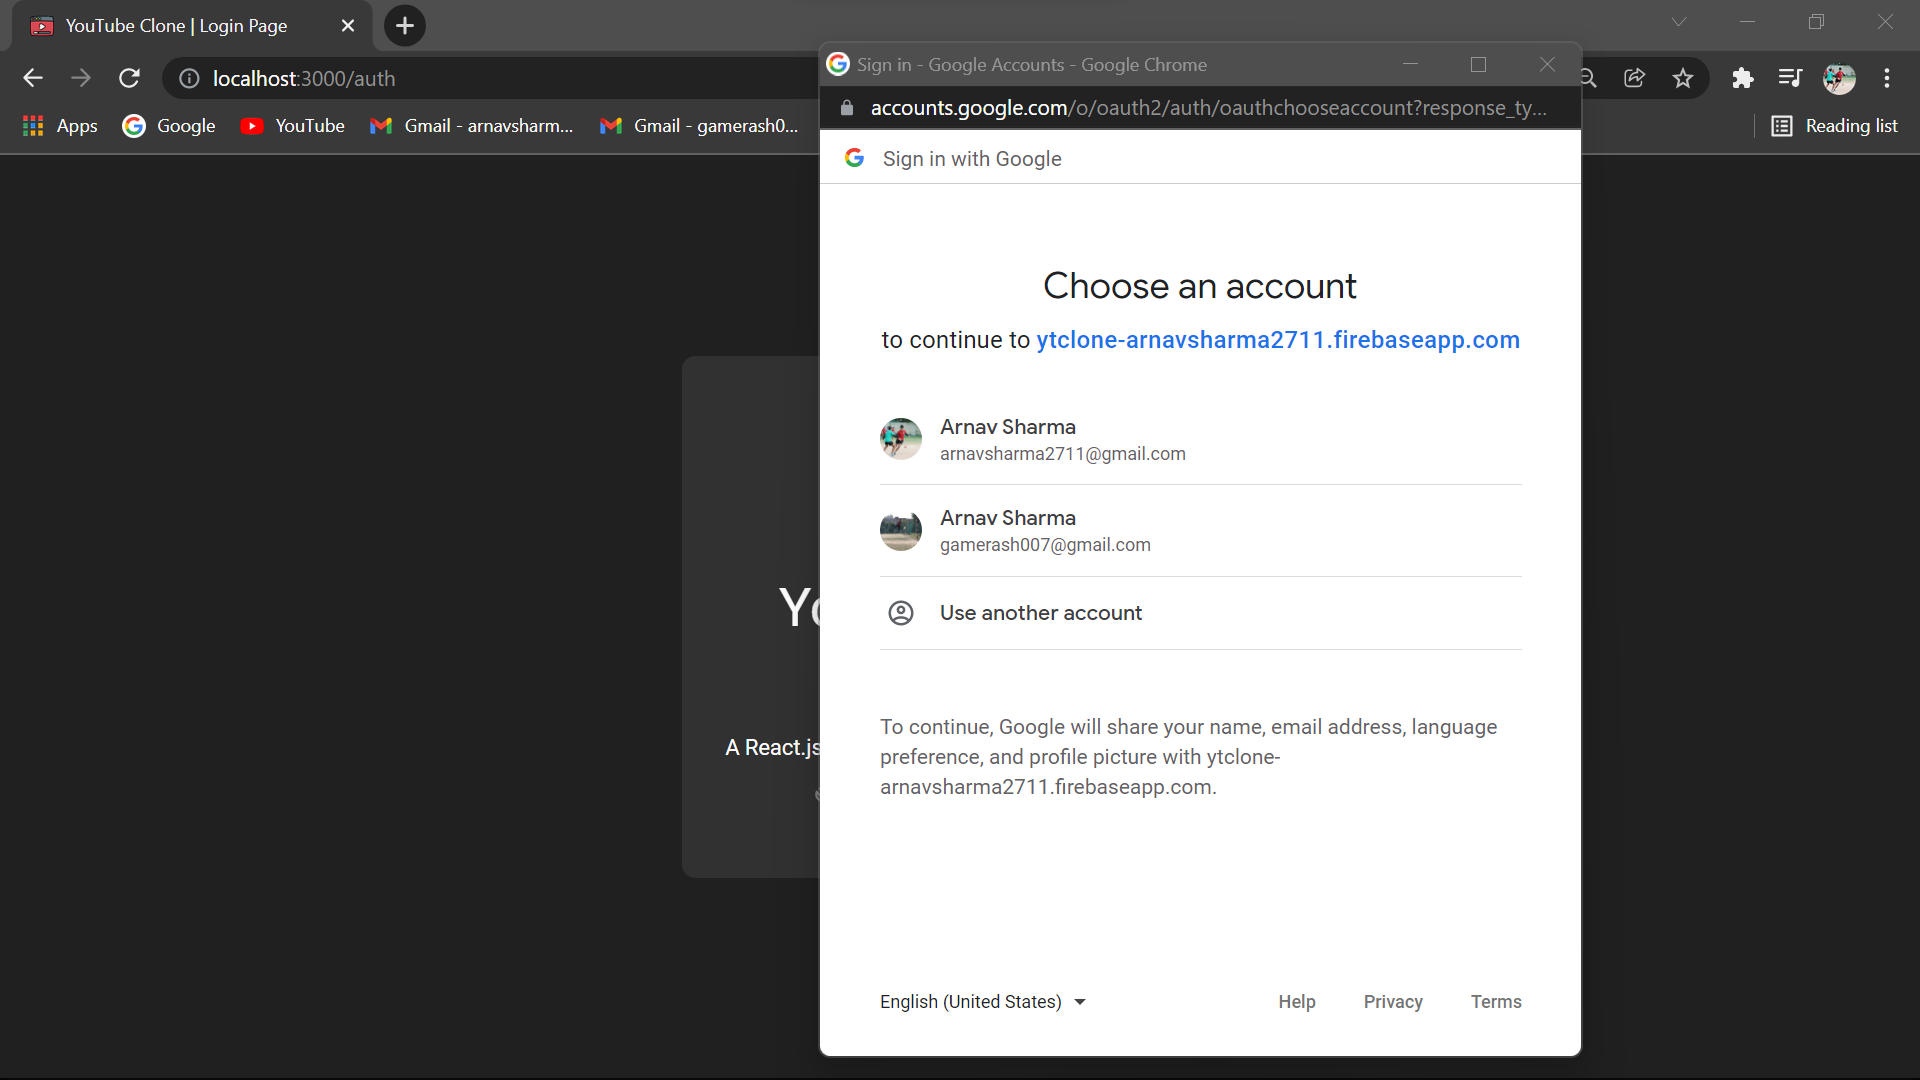 YouTube Clone | Login Page
Sign in - Google Accounts - Google Chrome
localhost:3000/auth
accounts.google.com/o/oauth2/auth/oauthchooseaccount?response_ty...
Apps
Google
YouTube
Gmail - arnavsharm...
Gmail - gamerash0...
Reading list
Sign in with Google
Choose an account
to continue to ytclone-arnavsharma2711.firebaseapp.com
Arnav Sharma
arnavsharma2711@gmail.com
Arnav Sharma
gamerash007@gmail.com
Use another account
Yo
A React.js
To continue, Google will share your name, email address, language
preference, and profile picture with ytclone-
arnavsharma2711.firebaseapp.com.
English (United States)
Help
Privacy
Terms